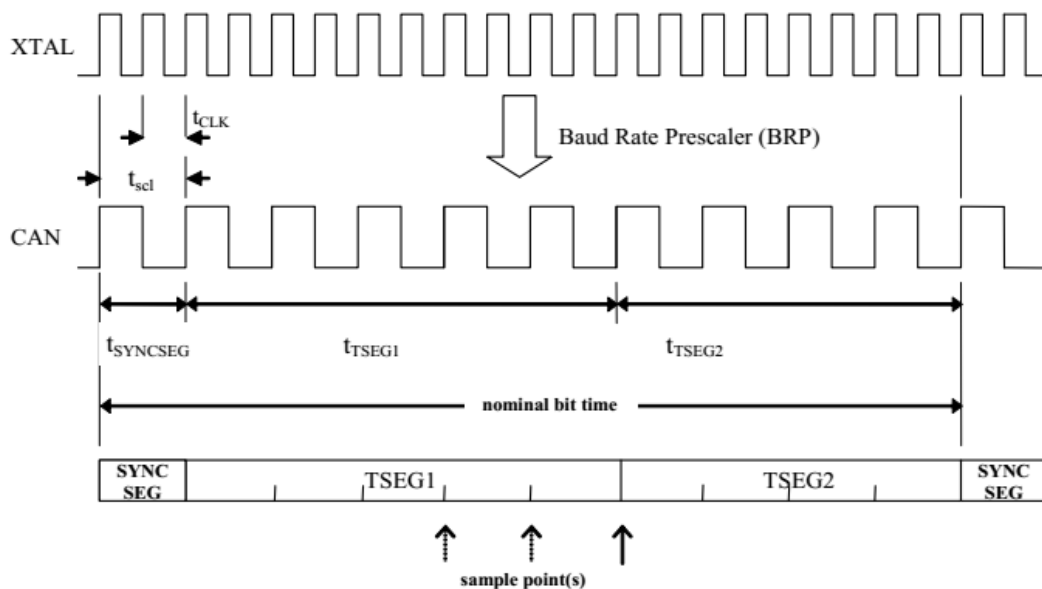 XTAL
tCLK
Baud Rate Prescaler (BRP)
tscl
CAN
tSYNCSEG
tTSEG1
tTSEG2
nominal bit time
SYNC
SEG
TSEG1
TSEG2
SYNC
SEG
sample point(s)